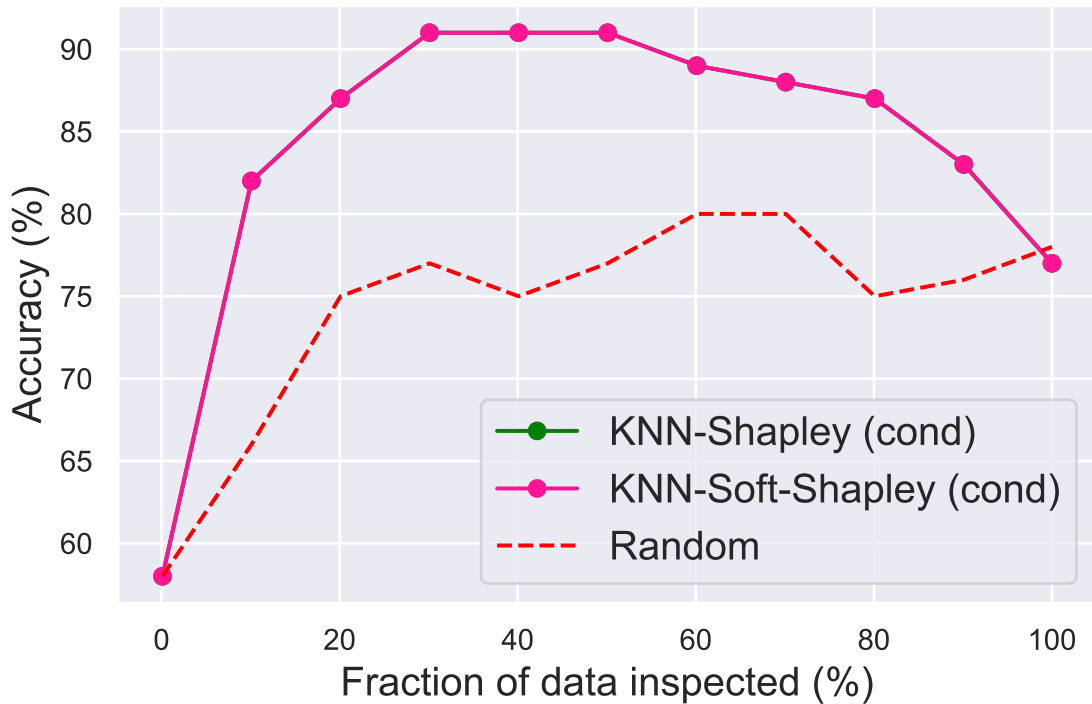 90
85
80
75
70
65
60
Accuracy (%)
KNN-Shapley (cond)
KNN-Soft-Shapley (cond)
Random
0 20 40 60 80 100
Fraction of data inspected (%)